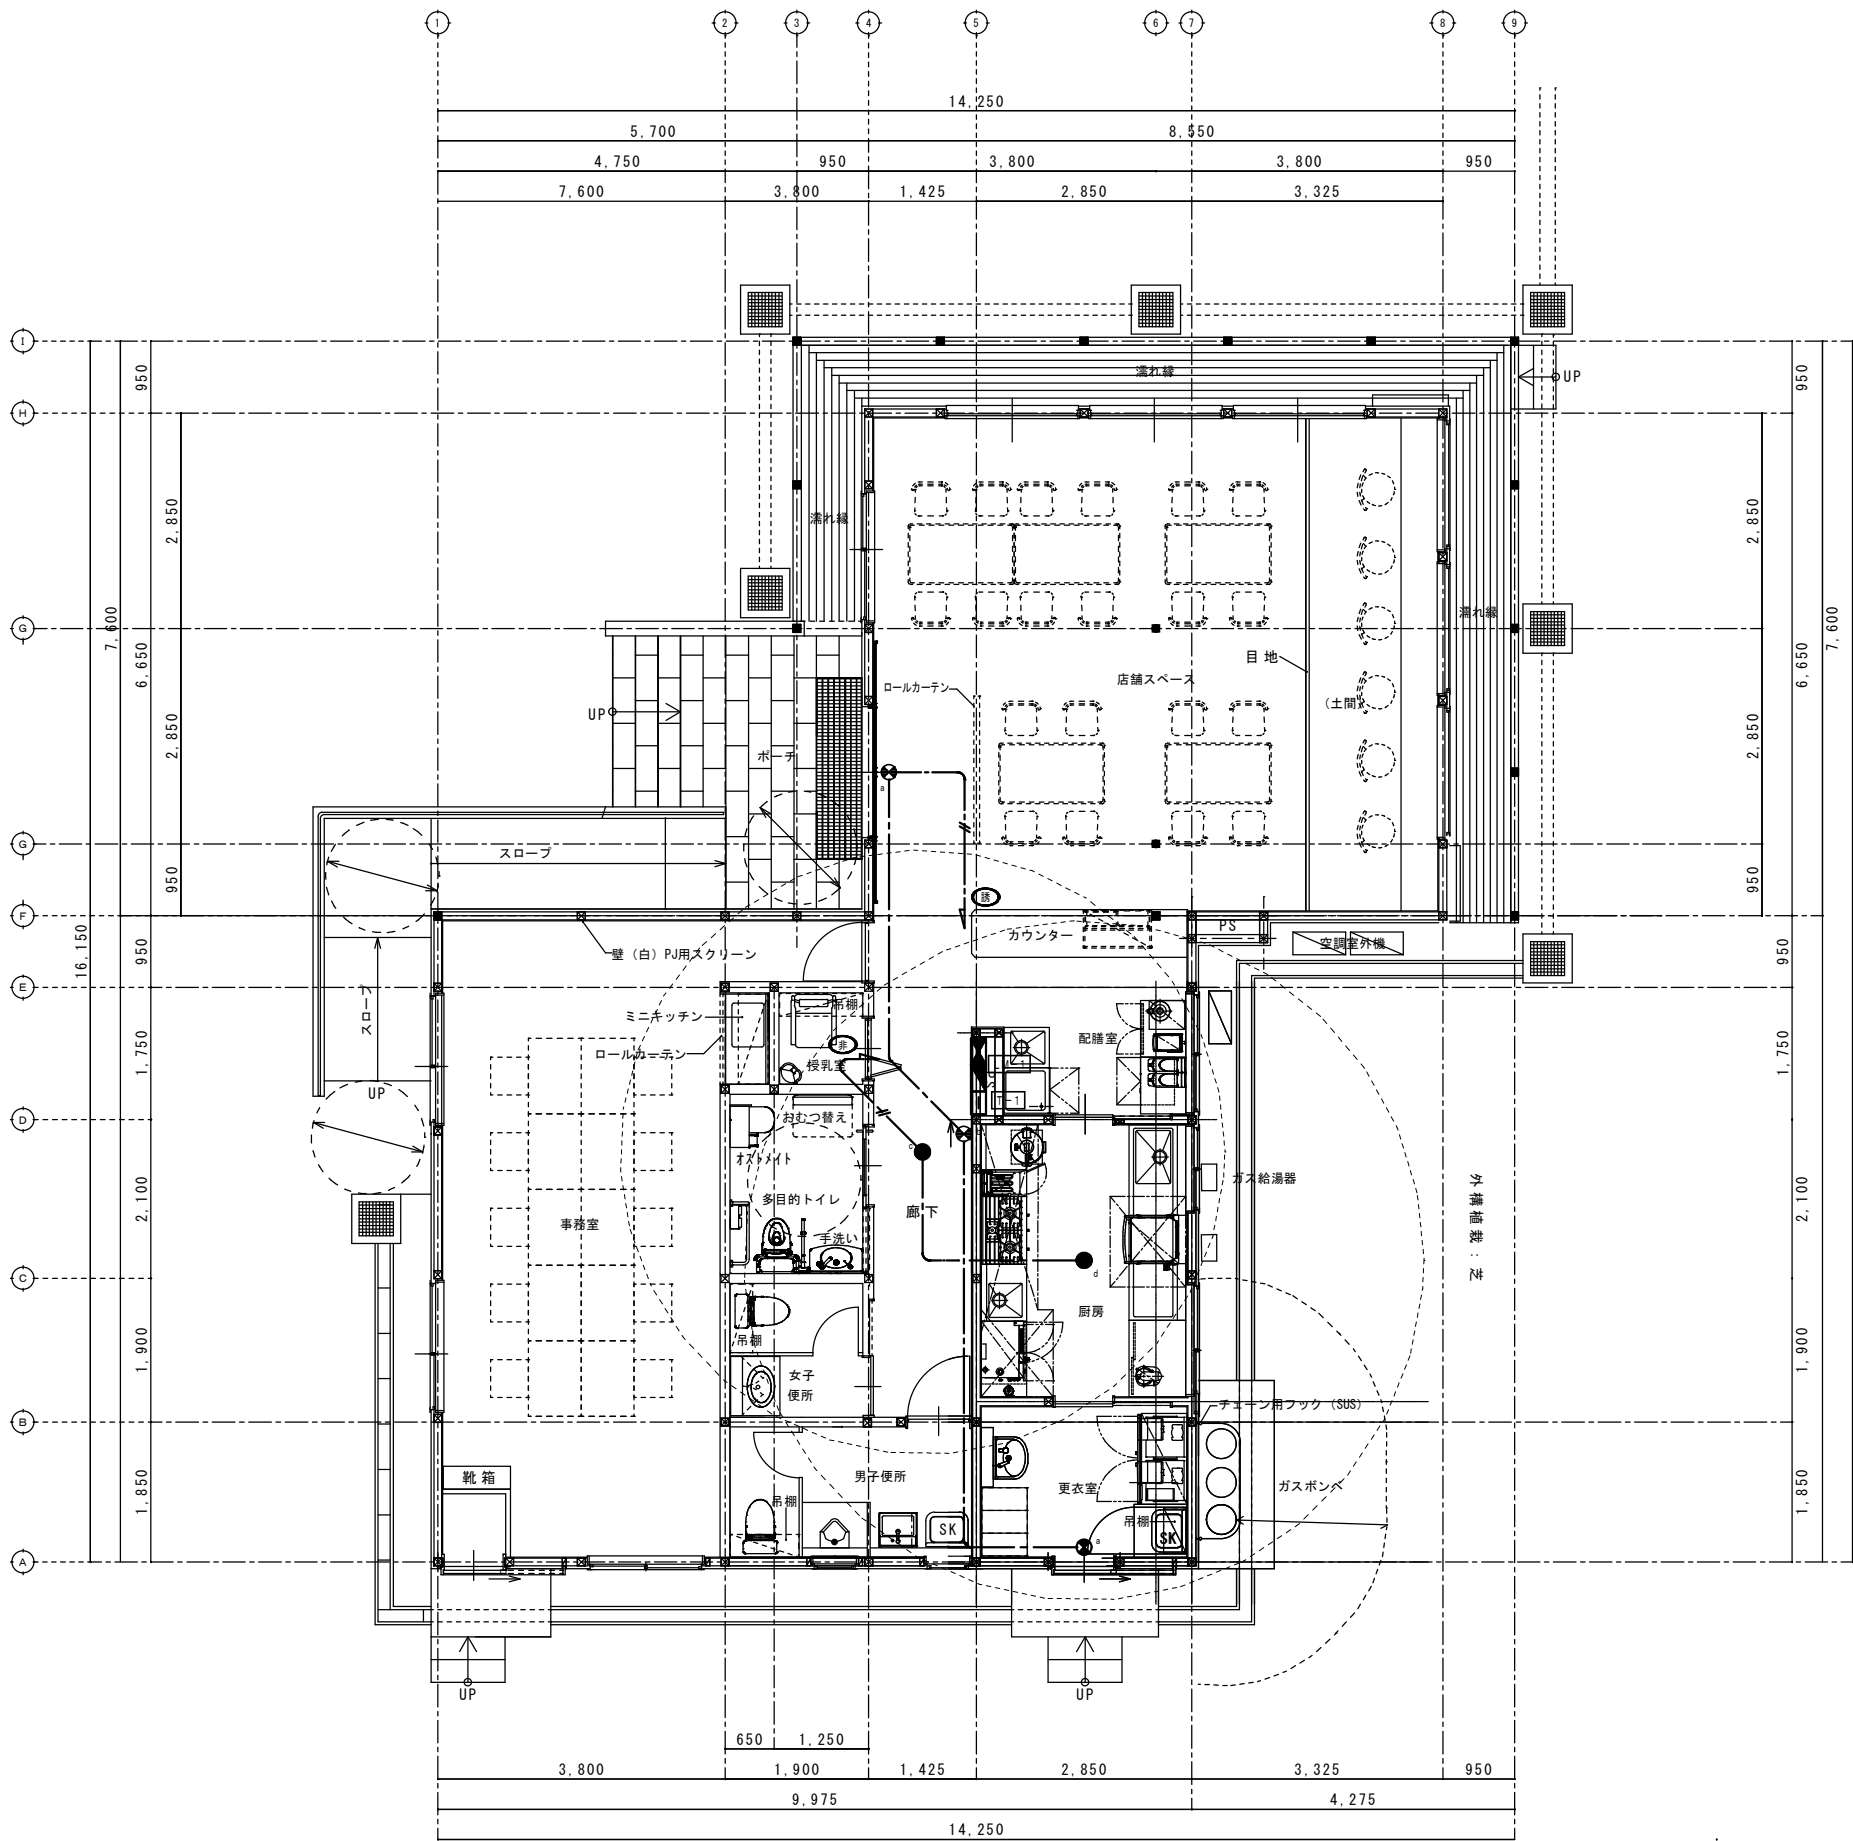 1 2 3 4 5 6 7 8 9
14,250
5,700 8,550
4,750 950 3,800 3,800 950
7,600 3,800 1,425 2,850 3,325
I
950
濡れ縁
UP
950
H
2,850
濡れ縁
2,850
7,600
6,650
G
濡れ縁
7,600
6,650
目地
店舗スペース
ロールカーテン
(土間)
UP
2,850
ポーチ
a
2,850
G
スロープ
950
誘
950
F
カウンター
PS
16,150
950
壁（白）PJ用スクリーン
空調室外機
950
E
ミニキッチン
吊棚
スロープ
ロールカーテン
非
授乳室
配膳室
1,750
1,750
UP
T-1
D
おむつ替え
オストメイト
c
ガス給湯器
外構植栽：芝
2,100
多目的トイレ
廊下
2,100
事務室
手洗い
C
d
厨房
1,900
吊棚
1,900
女子
便所
B
チェーン用フック（SUS）
靴箱
男子便所
1,850
吊棚
更衣室
ガスボンベ
1,850
SK
吊棚
SK
a
A
UP
UP
650 1,250
3,800 1,900 1,425 2,850 3,325 950
9,975 4,275
14,250